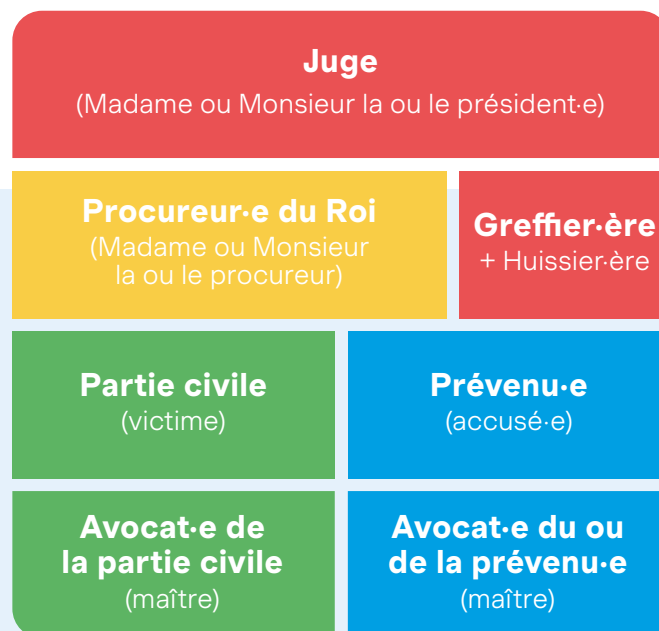 Juge
(Madame ou Monsieur la ou le président·e)
Procureur·e du Roi
(Madame ou Monsieur
la ou le procureur)
Greffier·ère
+ Huissier·ère
Partie civile
(victime)
Prévenu·e
(accusé·e)
Avocat·e de
la partie civile
(maître)
Avocat·e du ou
de la prévenu·e
(maître)